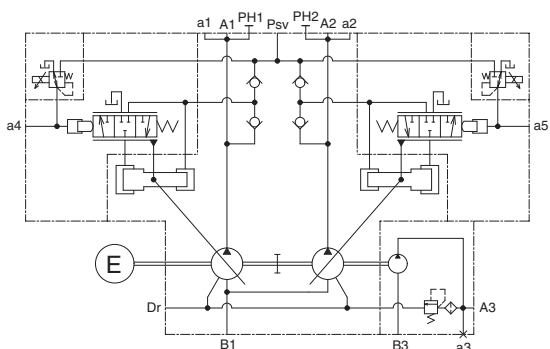 a1 A1 PH1 Psv PH2 A2 a2
a4 a5
E
Dr A3
B1 B3 a3